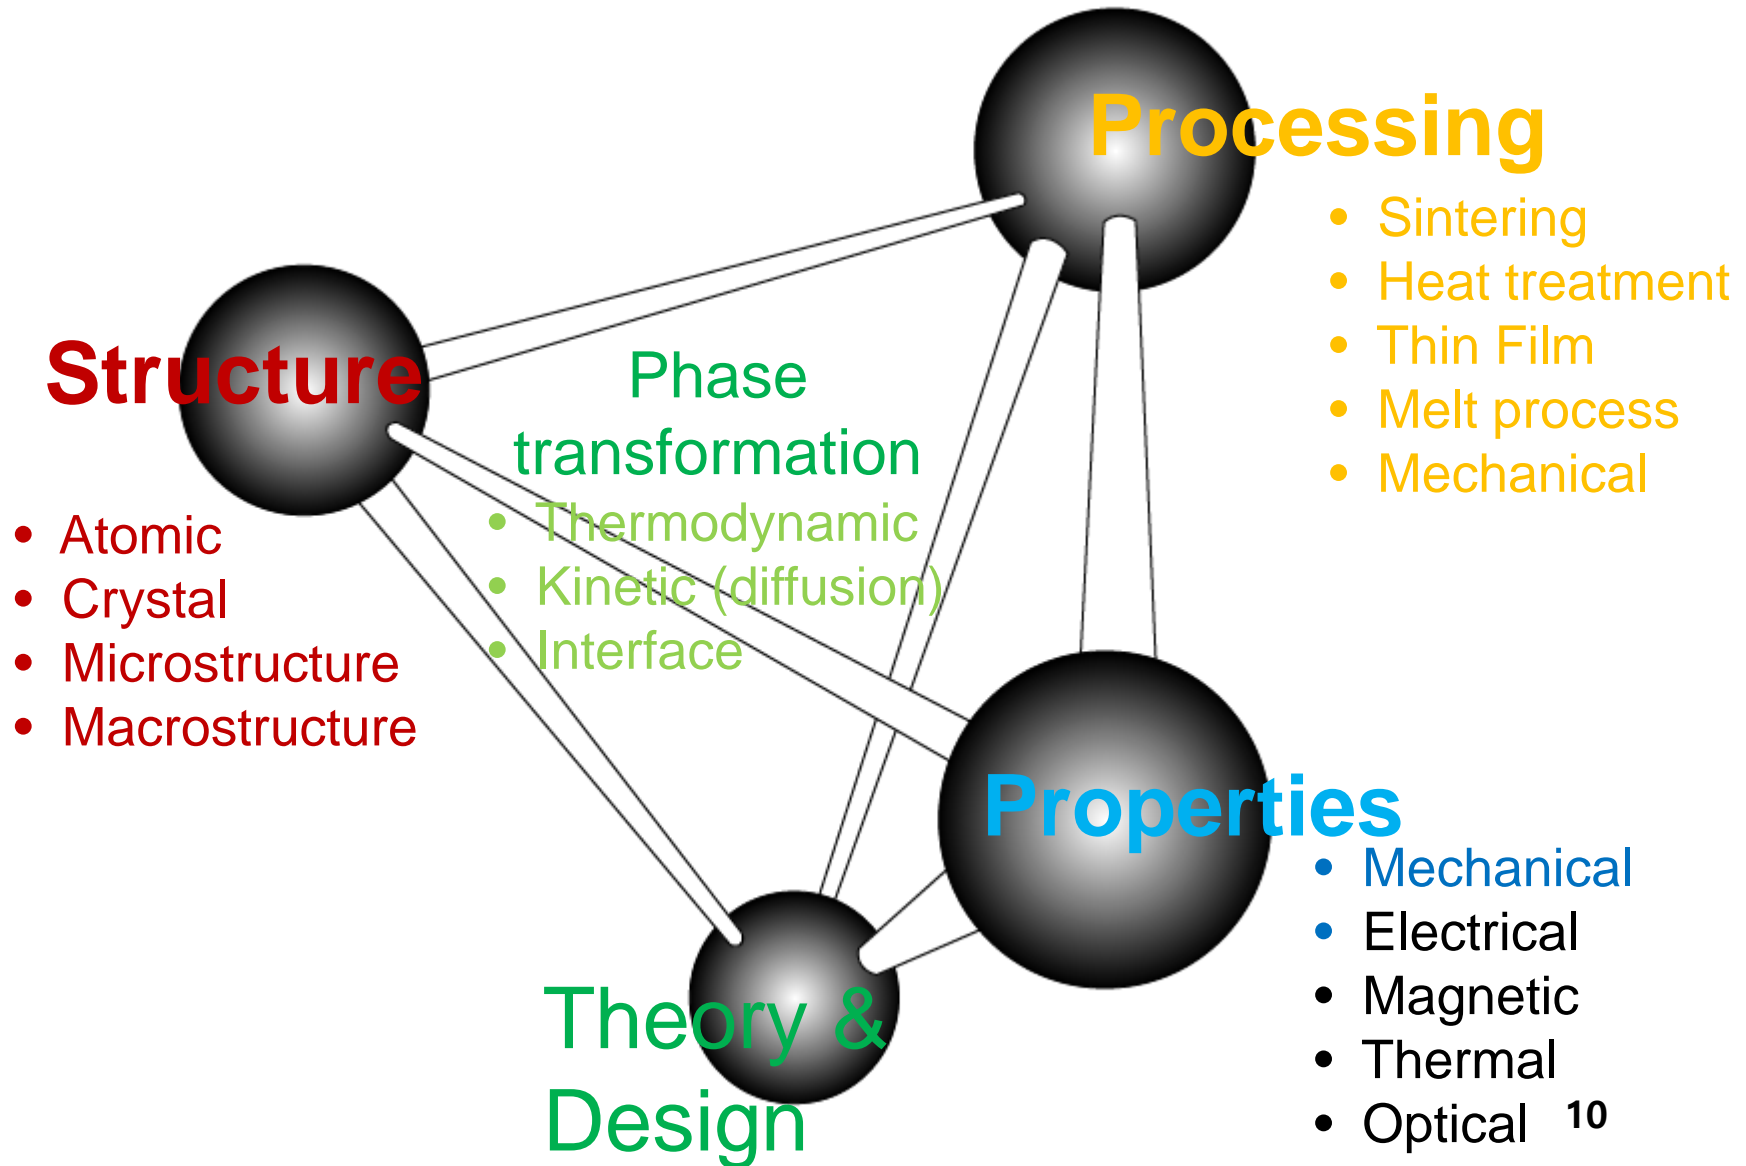 Processing
• Sintering
• Heat treatment
• Thin Film
• Melt process
• Mechanical
Structure
• Atomic
• Crystal
• Microstructure
• Macrostructure
Phase
transformation
• Thermodynamic
• Kinetic (diffusion)
• Interface
Properties
• Mechanical
• Electrical
• Magnetic
• Thermal
• Optical
Theory &
Design
10